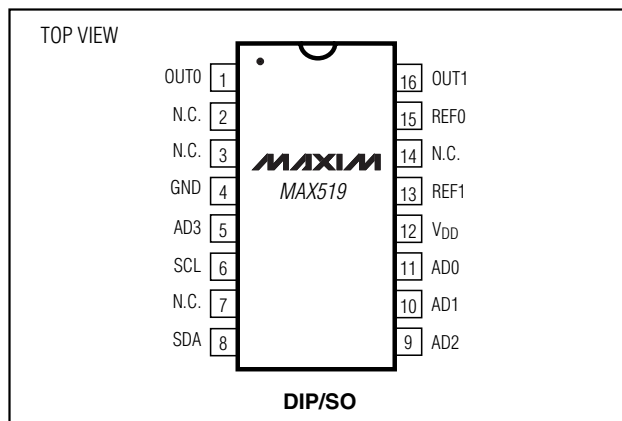 TOP VIEW
OUT0 1
16 OUT1
N.C. 2
15 REF0
N.C. 3
14 N.C.
MAXIM
GND 4
MAX519
13 REF1
AD3 5
12 VDD
SCL 6
11 AD0
N.C. 7
10 AD1
SDA 8
9 AD2
DIP/SO